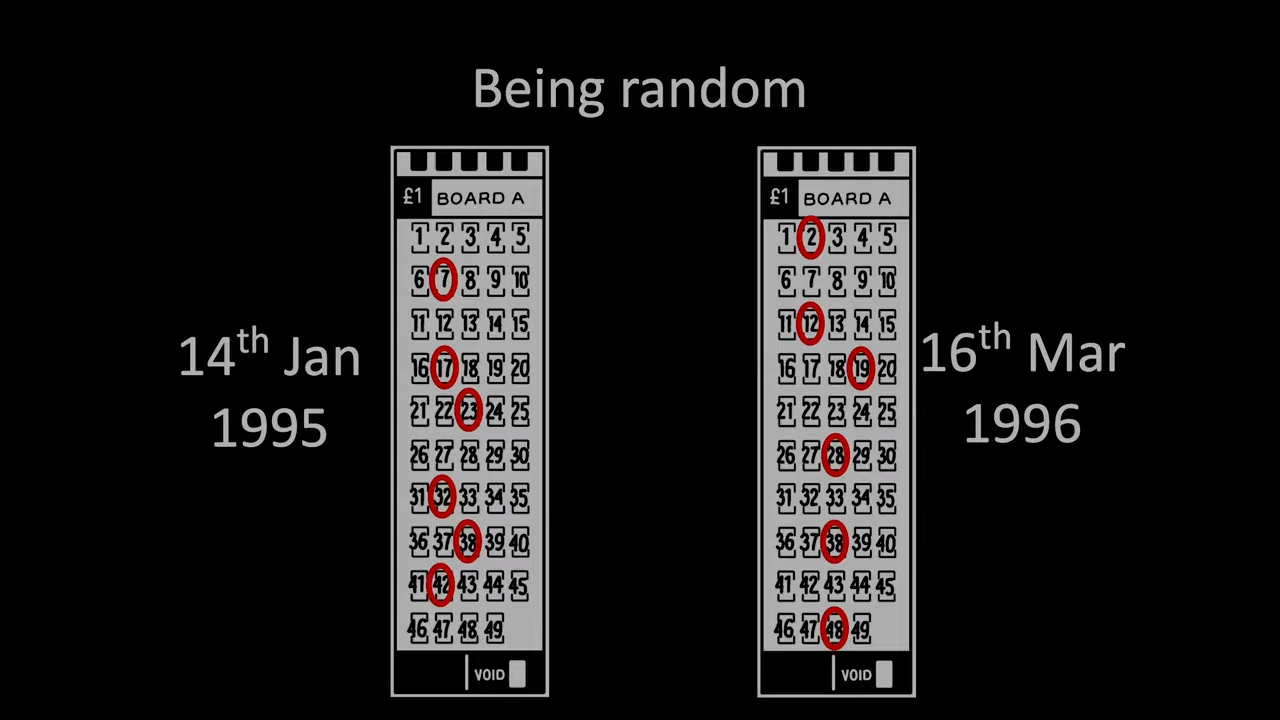 Being random
14th Jan
1995
£1 BOARD A
1 2 3 4 5
6 7 8 9 10
11 12 13 14 15
16 17 18 19 20
21 22 23 24 25
26 27 28 29 30
31 32 33 34 35
36 37 38 39 40
41 42 43 44 45
46 47 48 49
VOID
£1 BOARD A
1 2 3 4 5
6 7 8 9 10
11 12 13 14 15
16 17 18 19 20
21 22 23 24 25
26 27 28 29 30
31 32 33 34 35
36 37 38 39 40
41 42 43 44 45
46 47 48 49
VOID
16th Mar
1996